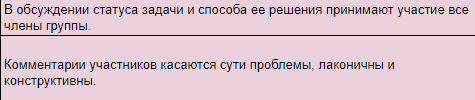 В обсуждении статуса задачи и способа ее решения принимают участие все
члены группы.
Комментарии участников касаются сути проблемы, лаконичны и
конструктивны.